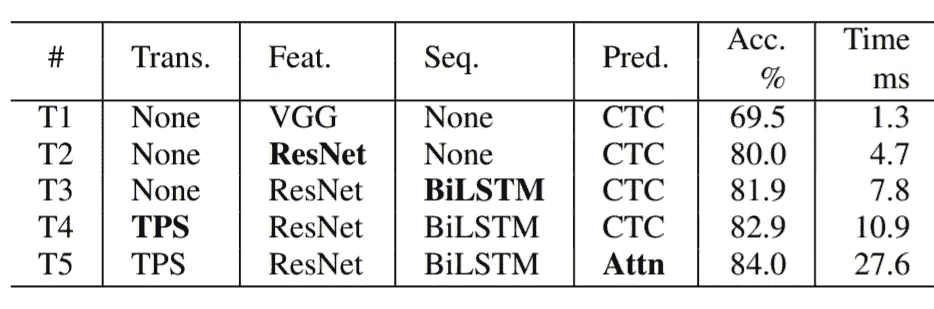 # Trans. Feat. Seq. Pred. Acc. % Time ms
T1 None VGG None CTC 69.5 1.3
T2 None ResNet None CTC 80.0 4.7
T3 None ResNet BiLSTM CTC 81.9 7.8
T4 TPS ResNet BiLSTM CTC 82.9 10.9
T5 TPS ResNet BiLSTM Attn 84.0 27.6